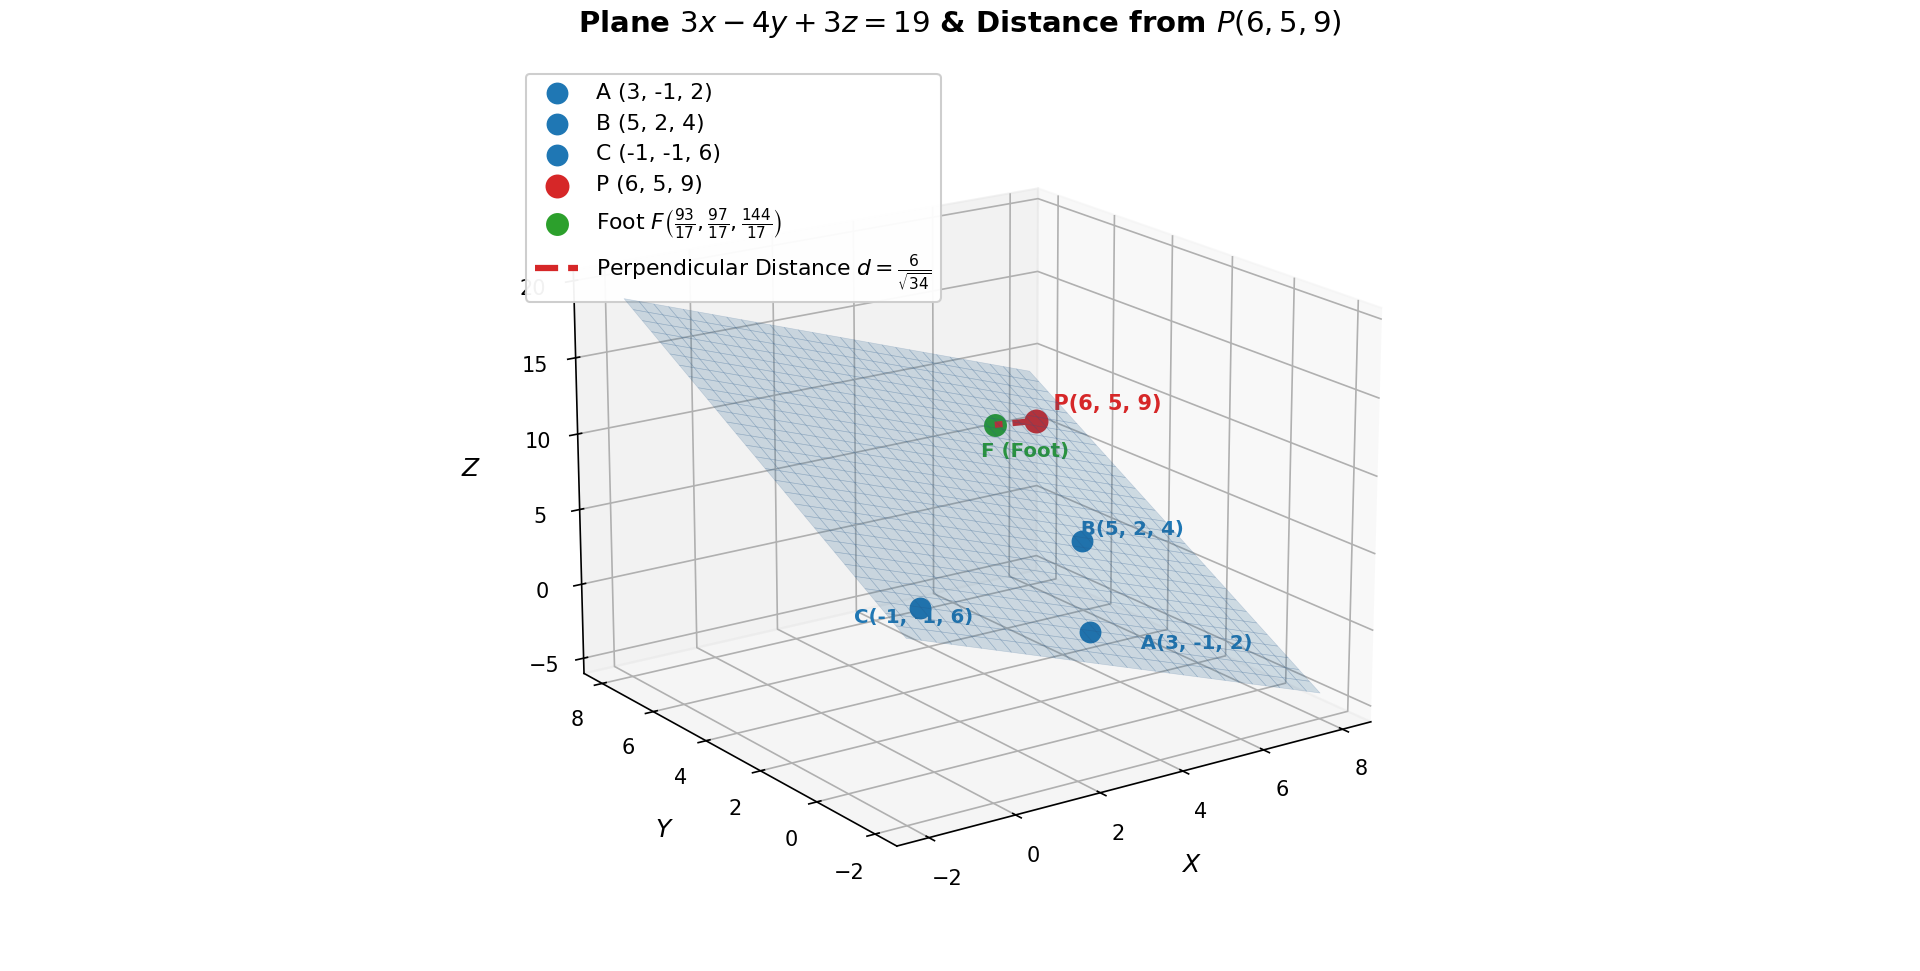 Plane 3x − 4y + 3z = 19 & Distance from P(6, 5, 9)
A (3, -1, 2)
B (5, 2, 4)
C (-1, -1, 6)
P (6, 5, 9)
Foot F(93/17, 97/17, 144/17)
Perpendicular Distance d = 6/√34
20
15
10
5
0
−5
Z
P(6, 5, 9)
F (Foot)
B(5, 2, 4)
C(-1, -1, 6)
A(3, -1, 2)
8
6
4
2
0
−2
Y
−2
0
2
4
6
8
X